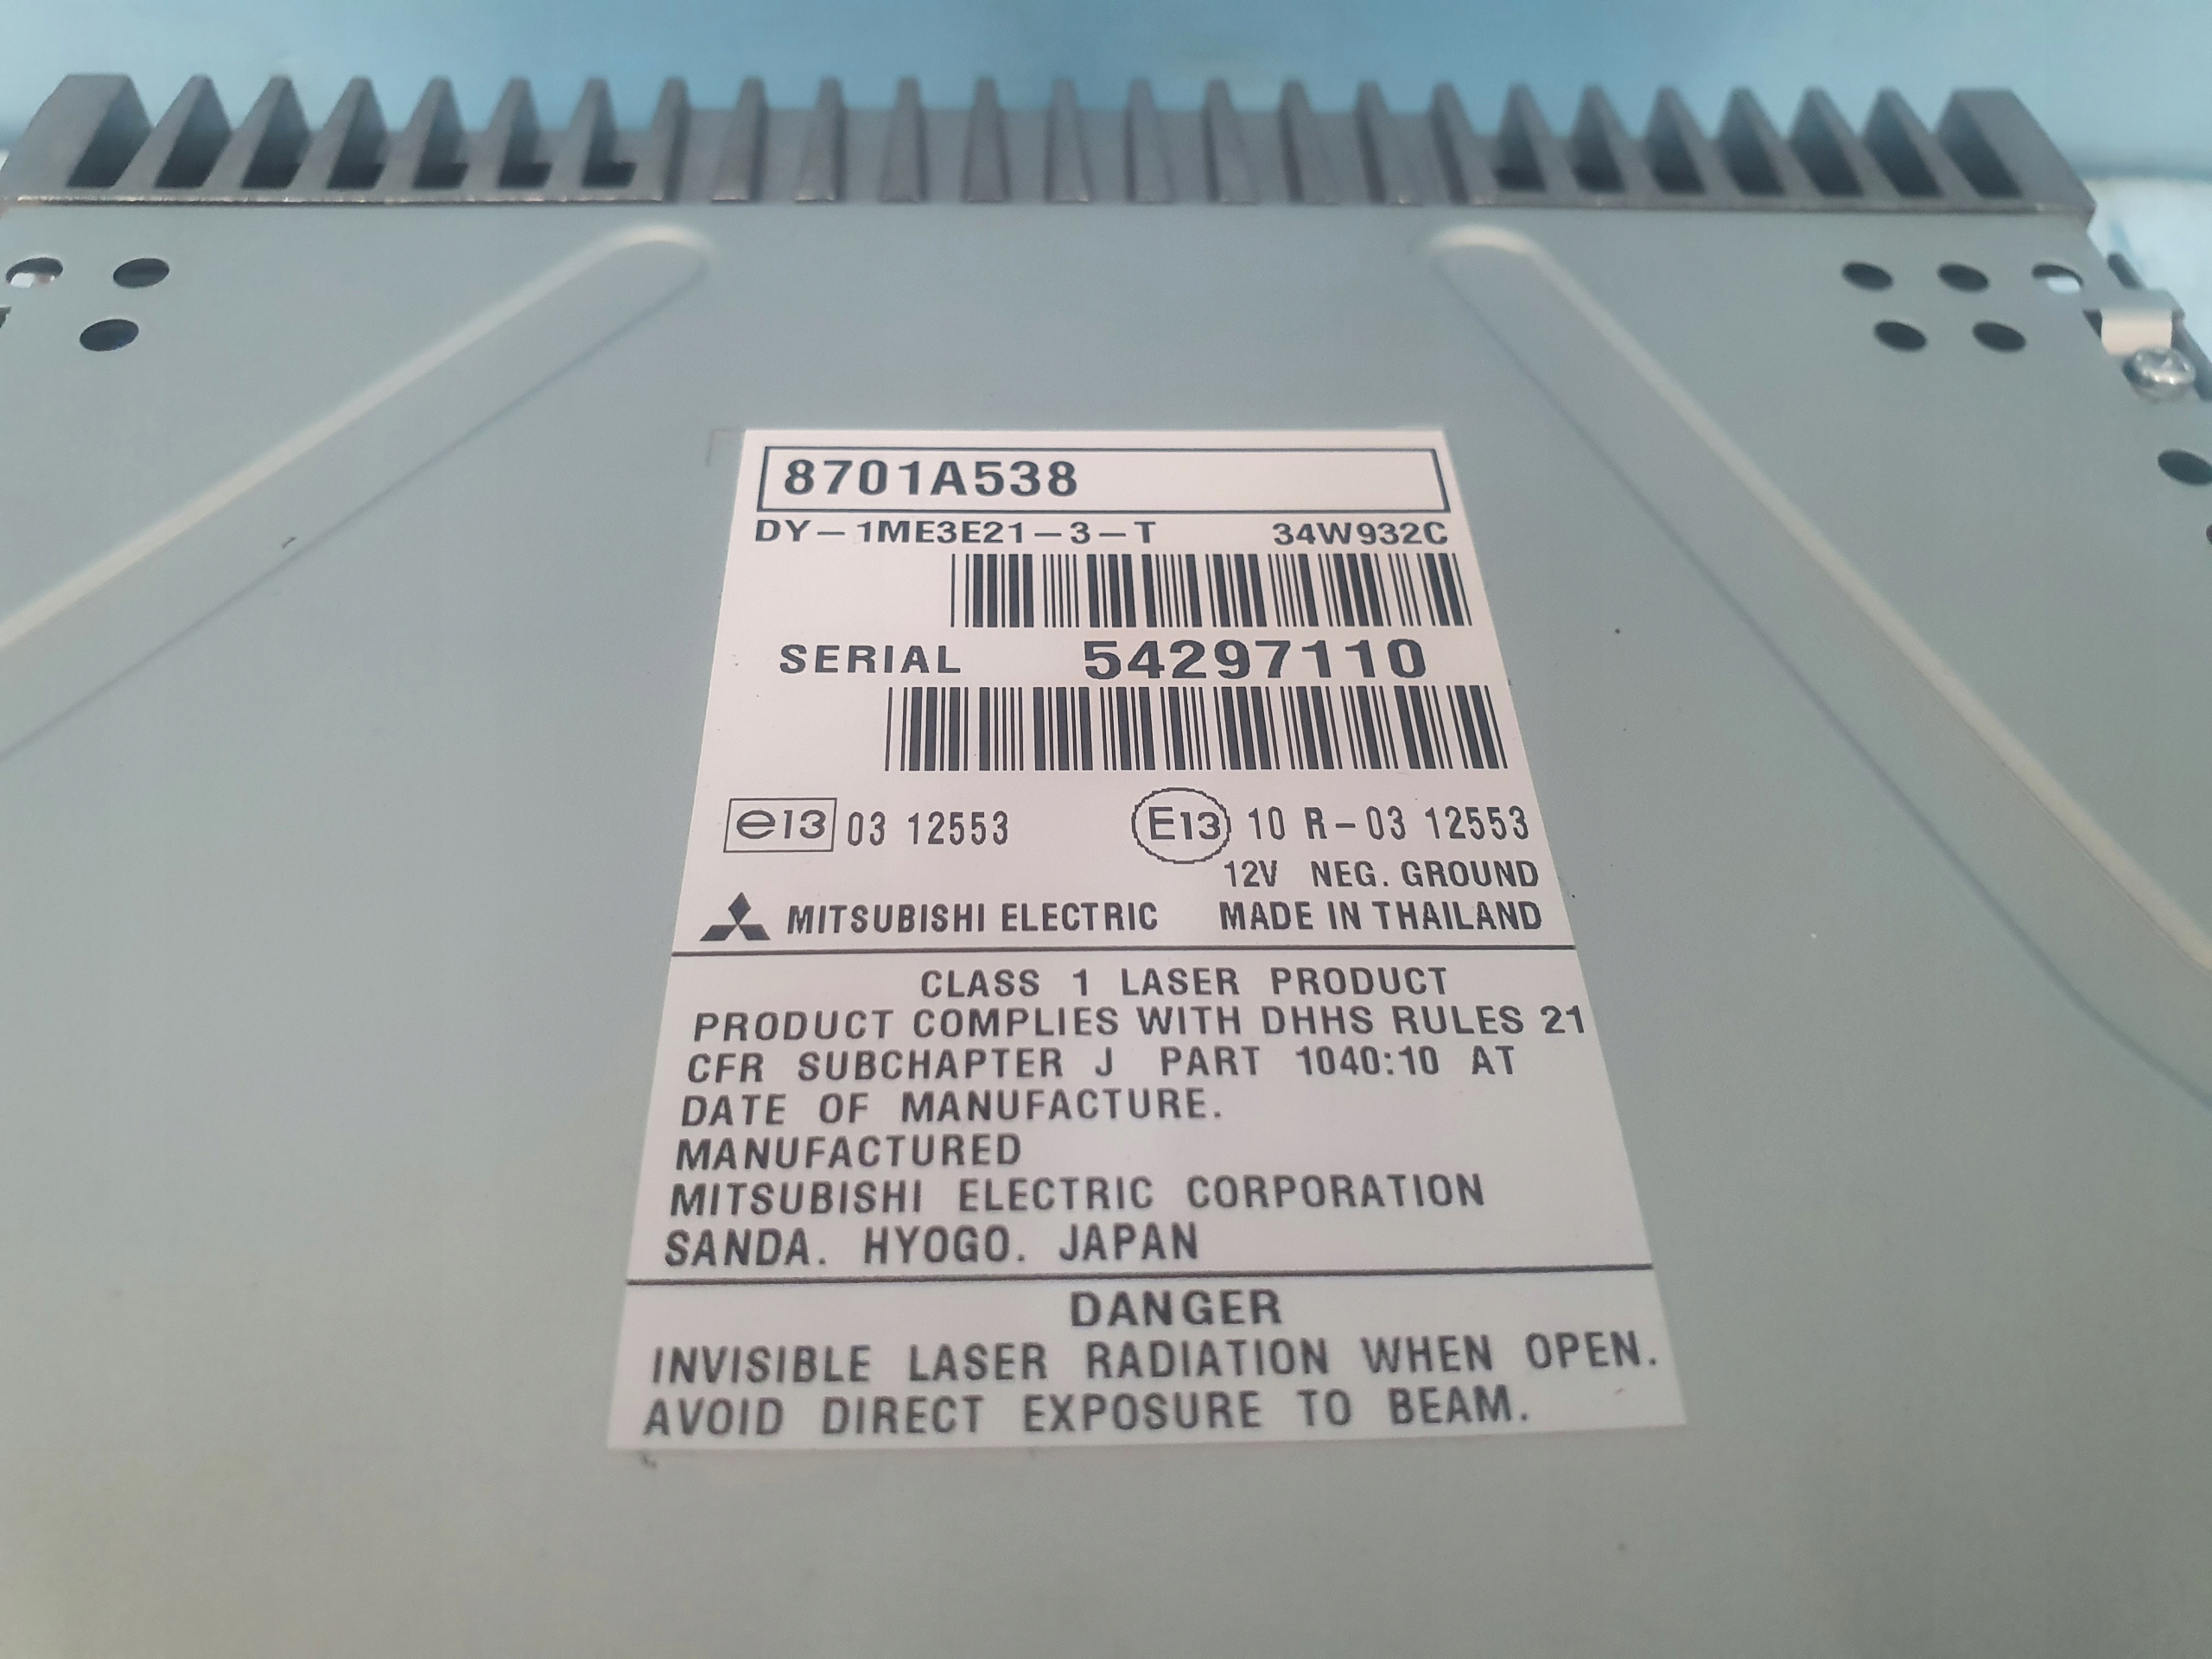 8701A538
DY-1ME3E21-3-T 34W932C
SERIAL 54297110
e13 03 12553 E13 10 R-03 12553
12V NEG. GROUND
MITSUBISHI ELECTRIC MADE IN THAILAND
CLASS 1 LASER PRODUCT
PRODUCT COMPLIES WITH DHHS RULES 21
CFR SUBCHAPTER J PART 1040:10 AT
DATE OF MANUFACTURE.
MANUFACTURED
MITSUBISHI ELECTRIC CORPORATION
SANDA. HYOGO. JAPAN
DANGER
INVISIBLE LASER RADIATION WHEN OPEN.
AVOID DIRECT EXPOSURE TO BEAM.